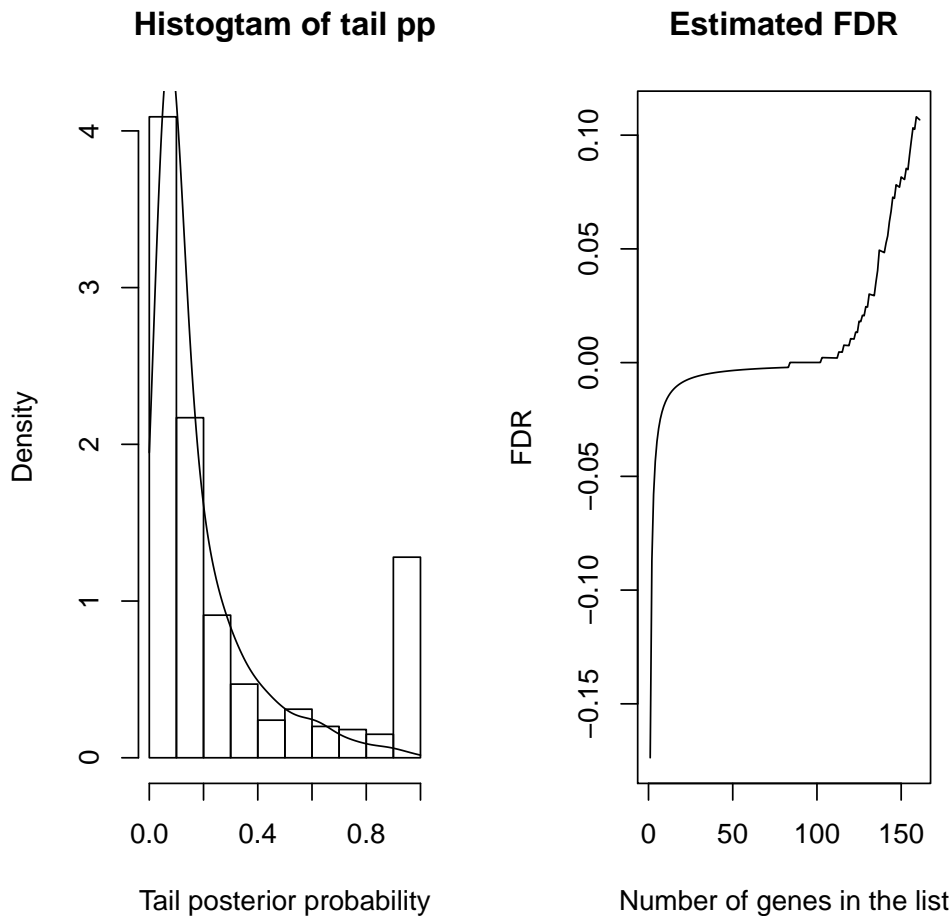 Histogtam of tail pp
Density
0 1 2 3 4
0.0 0.4 0.8
Tail posterior probability
Estimated FDR
FDR
−0.15 −0.10 −0.05 0.00 0.05 0.10
0 50 100 150
Number of genes in the list